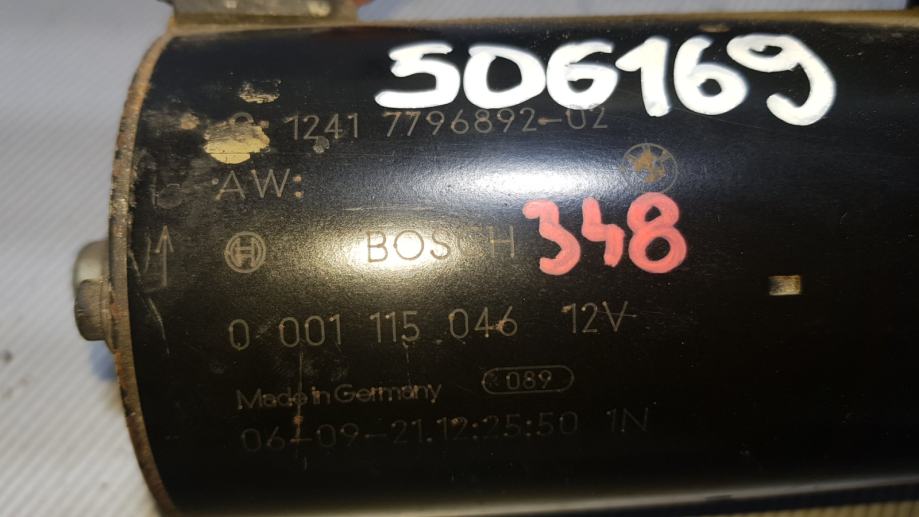 506169
1241 7796892-02
AW:
BOSCH 348
0 001 115 046 12V
Made in Germany 089
06-09-21.12:25:50 1N